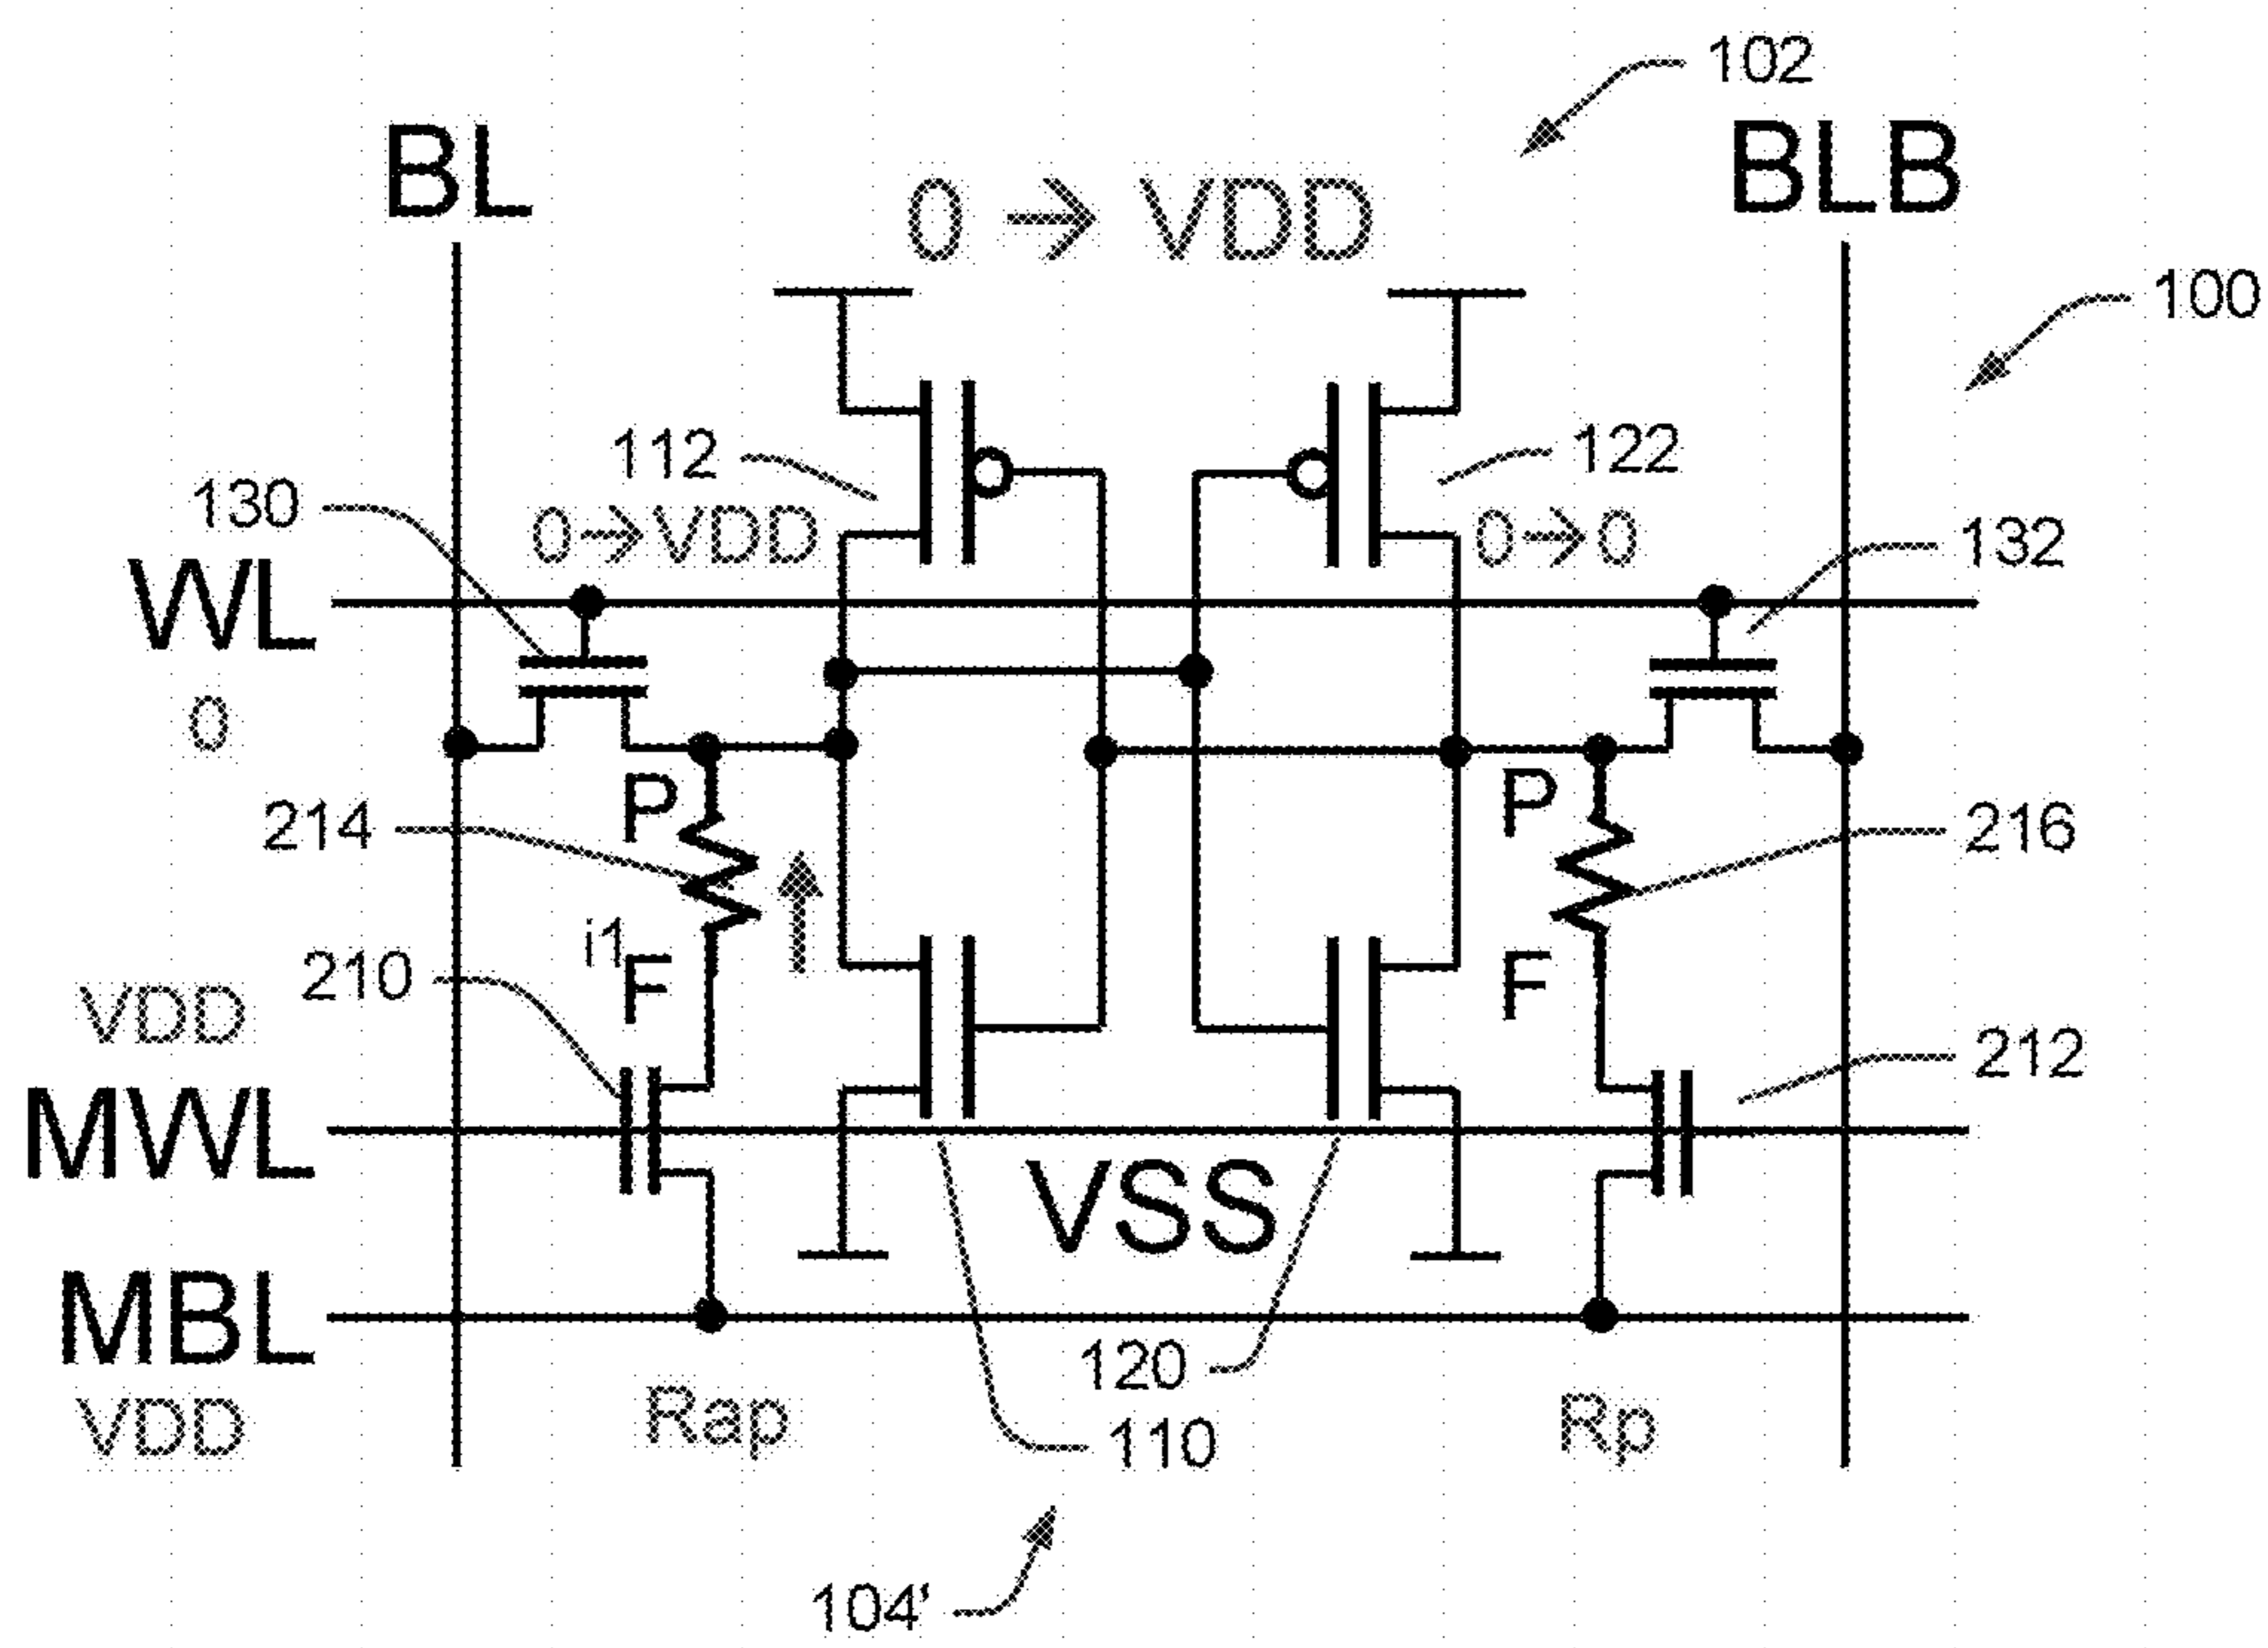 102
BL
BLB
0 → VDD
100
112
122
130
0→VDD
0→0
132
WL
0
P
P
214
216
i1
F
F
210
VDD
212
MWL
VSS
MBL
120
VDD
Rap
Rp
110
104'